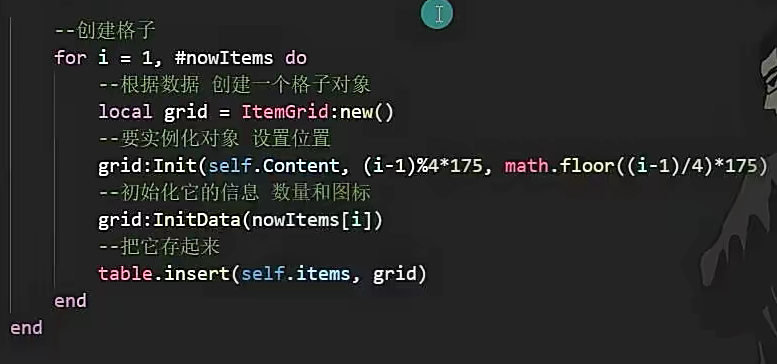 --创建格子
for i = 1, #nowItems do
--根据数据 创建一个格子对象
local grid = ItemGrid:new()
--要实例化对象 设置位置
grid:Init(self.Content, (i-1)%4*175, math.floor((i-1)/4)*175)
--初始化它的信息 数量和图标
grid:InitData(nowItems[i])
--把它存起来
table.insert(self.items, grid)
end
end